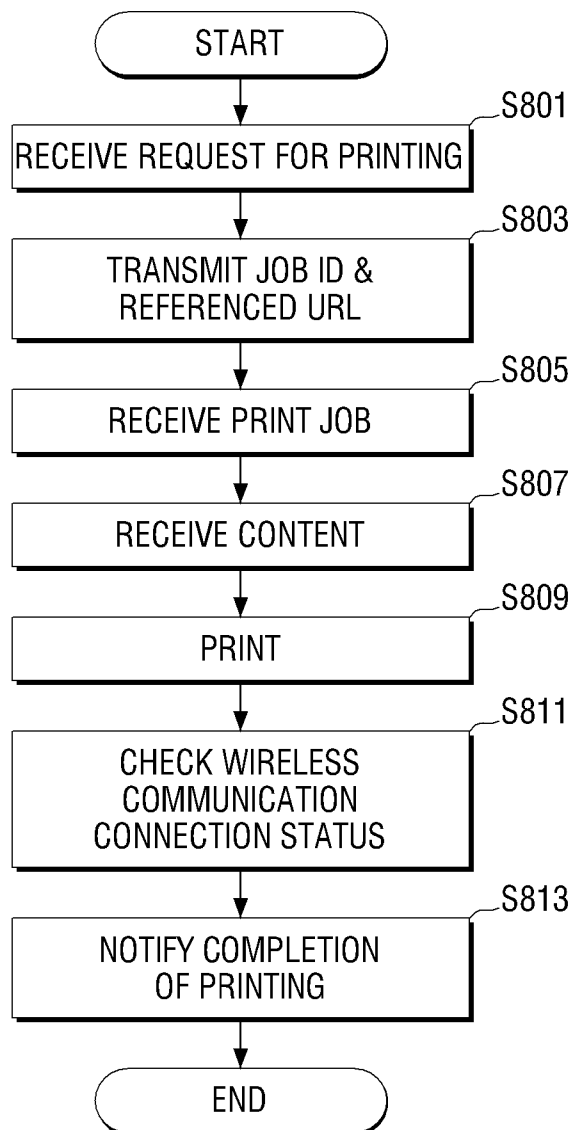 START
S801
RECEIVE REQUEST FOR PRINTING
S803
TRANSMIT JOB ID &
REFERENCED URL
S805
RECEIVE PRINT JOB
S807
RECEIVE CONTENT
S809
PRINT
S811
CHECK WIRELESS
COMMUNICATION
CONNECTION STATUS
S813
NOTIFY COMPLETION
OF PRINTING
END